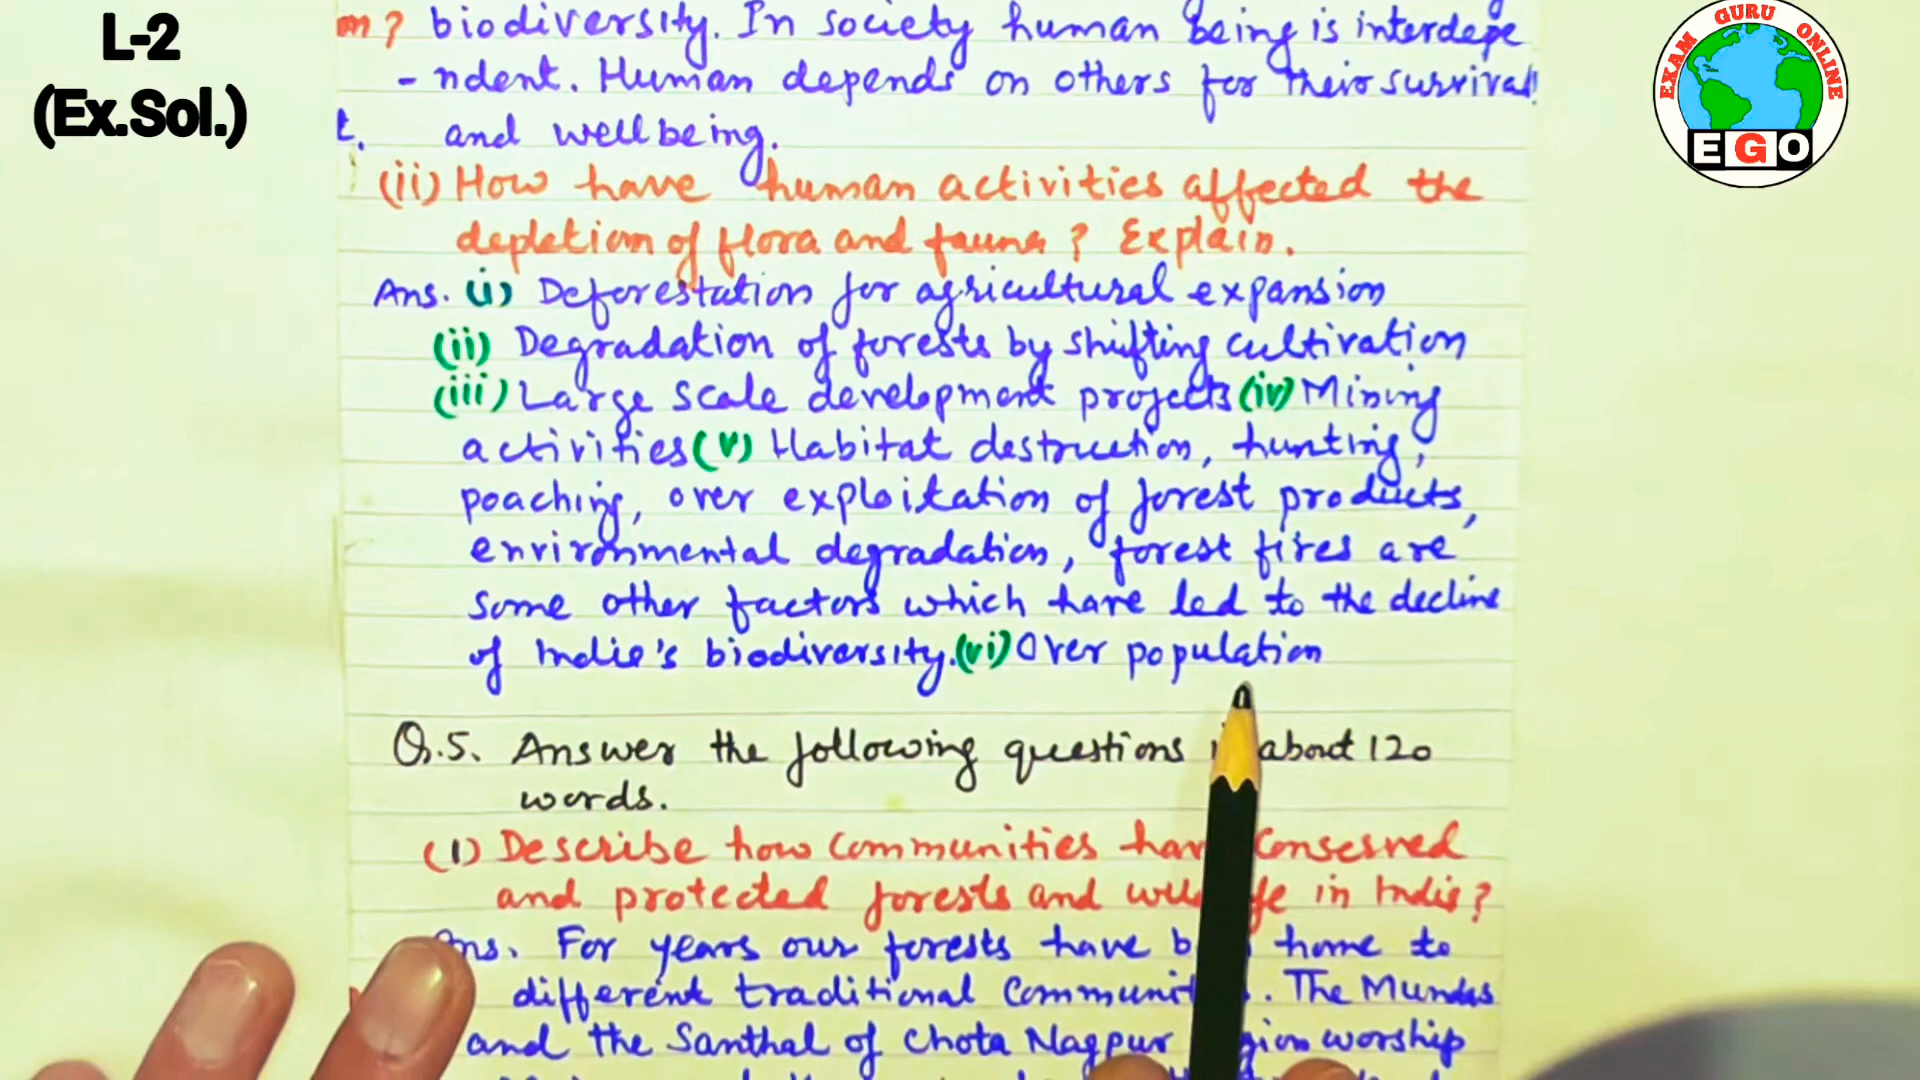 L-2
(Ex.Sol.)
EXAM GURU ONLINE
EGO
m? biodiversity. In society human being is interdepe
- ndent. Human depends on others for their survival
t. and wellbeing.
(ii) How have human activities affected the
depletion of flora and fauna? Explain.
Ans. (i) Deforestation for agricultural expansion
(ii) Degradation of forests by shifting cultivation
(iii) Large scale development projects (iv) Mining
activities (v) Habitat destruction, hunting,
poaching, over exploitation of forest products,
environmental degradation, forest fires are
some other factors which have led to the decline
of India's biodiversity. (vi) Over population
Q.5. Answer the following questions about 120
words.
(1) Describe how communities have conserved
and protected forests and in India?
Ans. For years our forests have home to
different traditional . The Mundas
and the Santhal of Chota Nagpur worship